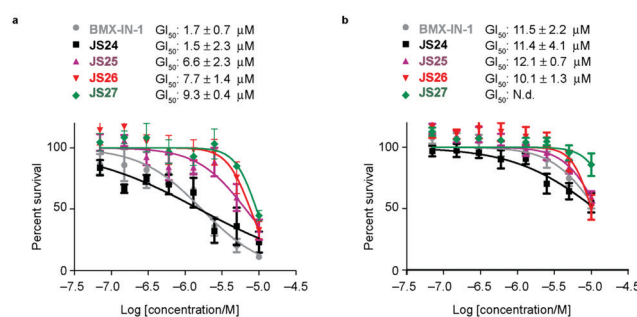 a
BMX-IN-1 GI50: 1.7 ± 0.7 μM
JS24 GI50: 1.5 ± 2.3 μM
JS25 GI50: 6.6 ± 2.3 μM
JS26 GI50: 7.7 ± 1.4 μM
JS27 GI50: 9.3 ± 0.4 μM
Percent survival
100
50
0
−7.5 −7.0 −6.5 −6.0 −5.5 −5.0 −4.5
Log [concentration/M]
b
BMX-IN-1 GI50: 11.5 ± 2.2 μM
JS24 GI50: 11.4 ± 4.1 μM
JS25 GI50: 12.1 ± 0.7 μM
JS26 GI50: 10.1 ± 1.3 μM
JS27 GI50: N.d.
Percent survival
100
50
0
−7.5 −7.0 −6.5 −6.0 −5.5 −5.0 −4.5
Log [concentration/M]